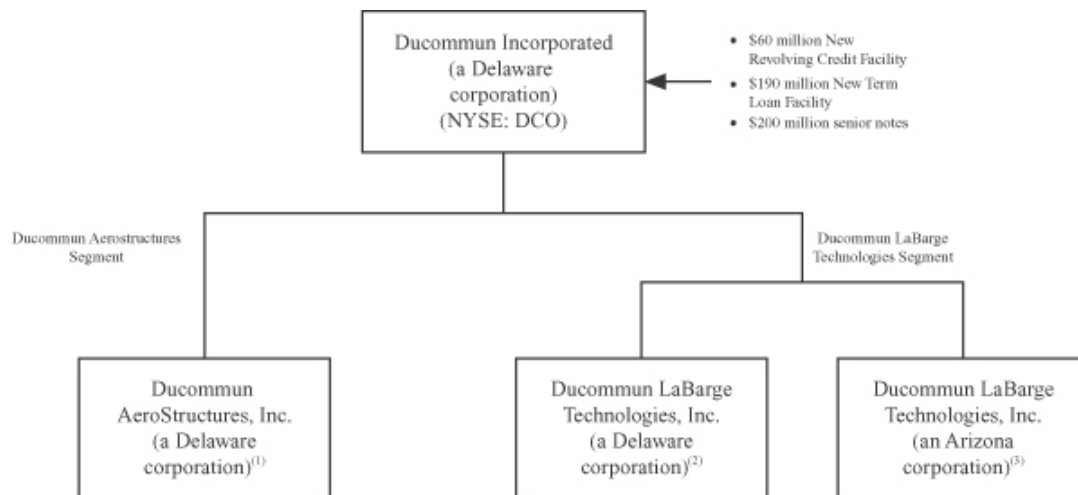 Ducommun Incorporated
(a Delaware
corporation)
(NYSE: DCO)
• $60 million New
Revolving Credit Facility
• $190 million New Term
Loan Facility
• $200 million senior notes
Ducommun Aerostructures
Segment
Ducommun LaBarge
Technologies Segment
Ducommun
AeroStructures, Inc.
(a Delaware
corporation)(1)
Ducommun LaBarge
Technologies, Inc.
(a Delaware
corporation)(2)
Ducommun LaBarge
Technologies, Inc.
(an Arizona
corporation)(3)